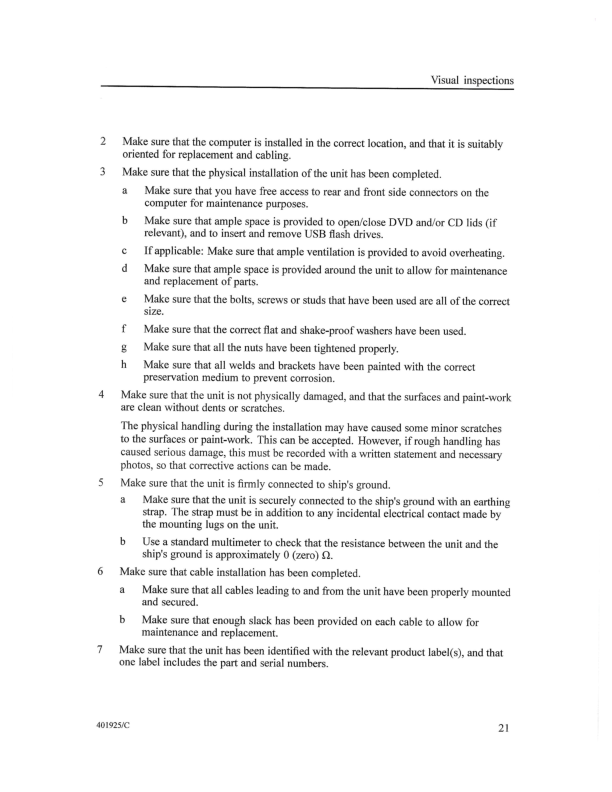 Visual inspections
2 Make sure that the computer is installed in the correct location, and that it is suitably
oriented for replacement and cabling.
3 Make sure that the physical installation of the unit has been completed.
a Make sure that you have free access to rear and front side connectors on the
computer for maintenance purposes.
b Make sure that ample space is provided to open/close DVD and/or CD lids (if
relevant), and to insert and remove USB flash drives.
c If applicable: Make sure that ample ventilation is provided to avoid overheating.
d Make sure that ample space is provided around the unit to allow for maintenance
and replacement of parts.
e Make sure that the bolts, screws or studs that have been used are all of the correct
size.
f Make sure that the correct flat and shake-proof washers have been used.
g Make sure that all the nuts have been tightened properly.
h Make sure that all welds and brackets have been painted with the correct
preservation medium to prevent corrosion.
4 Make sure that the unit is not physically damaged, and that the surfaces and paint-work
are clean without dents or scratches.
The physical handling during the installation may have caused some minor scratches
to the surfaces or paint-work. This can be accepted. However, if rough handling has
caused serious damage, this must be recorded with a written statement and necessary
photos, so that corrective actions can be made.
5 Make sure that the unit is firmly connected to ship's ground.
a Make sure that the unit is securely connected to the ship's ground with an earthing
strap. The strap must be in addition to any incidental electrical contact made by
the mounting lugs on the unit.
b Use a standard multimeter to check that the resistance between the unit and the
ship's ground is approximately 0 (zero) Ω.
6 Make sure that cable installation has been completed.
a Make sure that all cables leading to and from the unit have been properly mounted
and secured.
b Make sure that enough slack has been provided on each cable to allow for
maintenance and replacement.
7 Make sure that the unit has been identified with the relevant product label(s), and that
one label includes the part and serial numbers.
401925/C
21